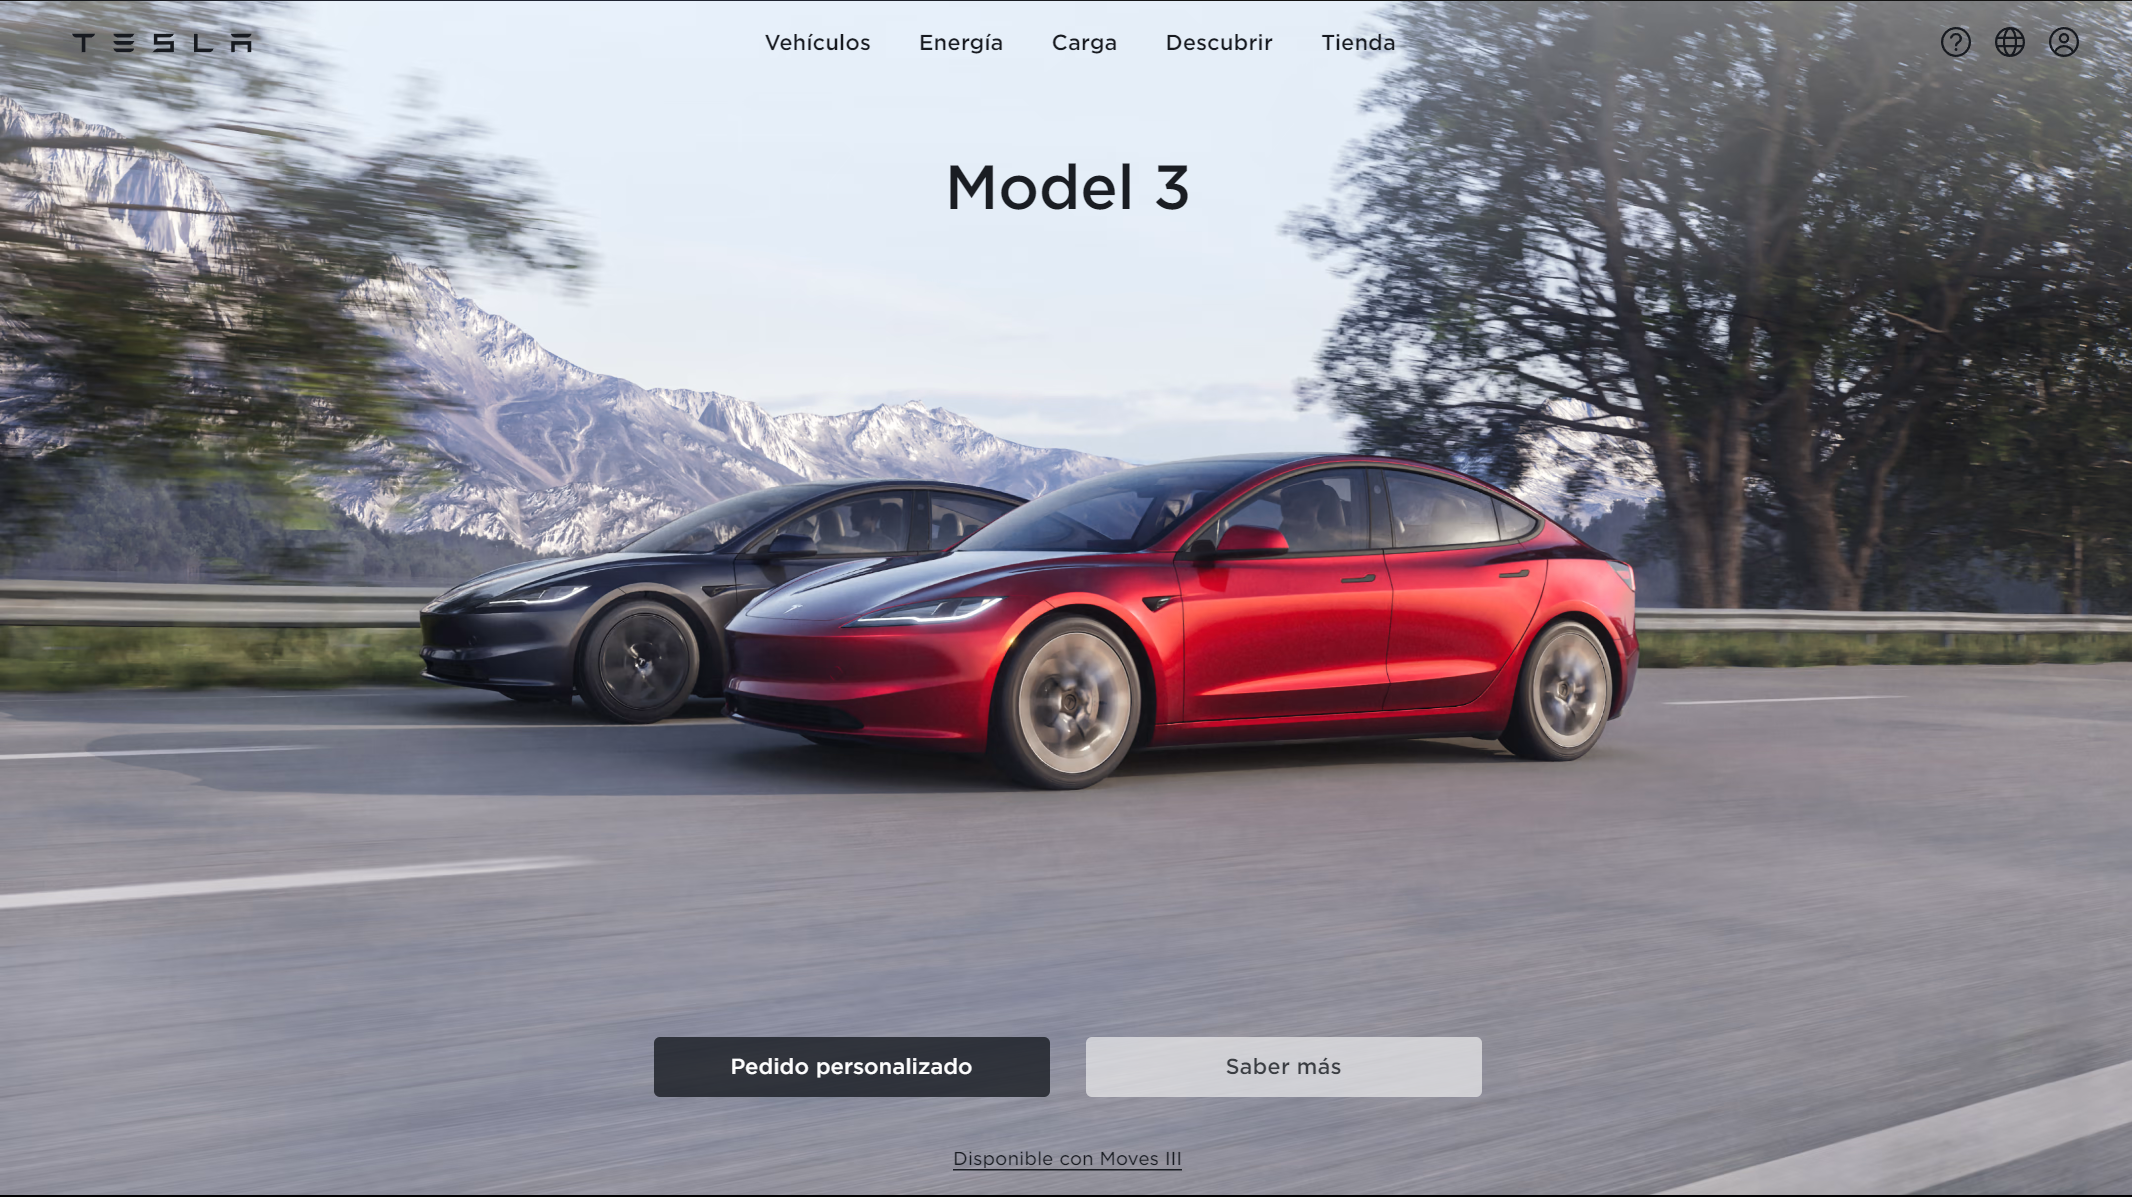 TESLA
Vehículos Energía Carga Descubrir Tienda
Model 3
Pedido personalizado
Saber más
Disponible con Moves III